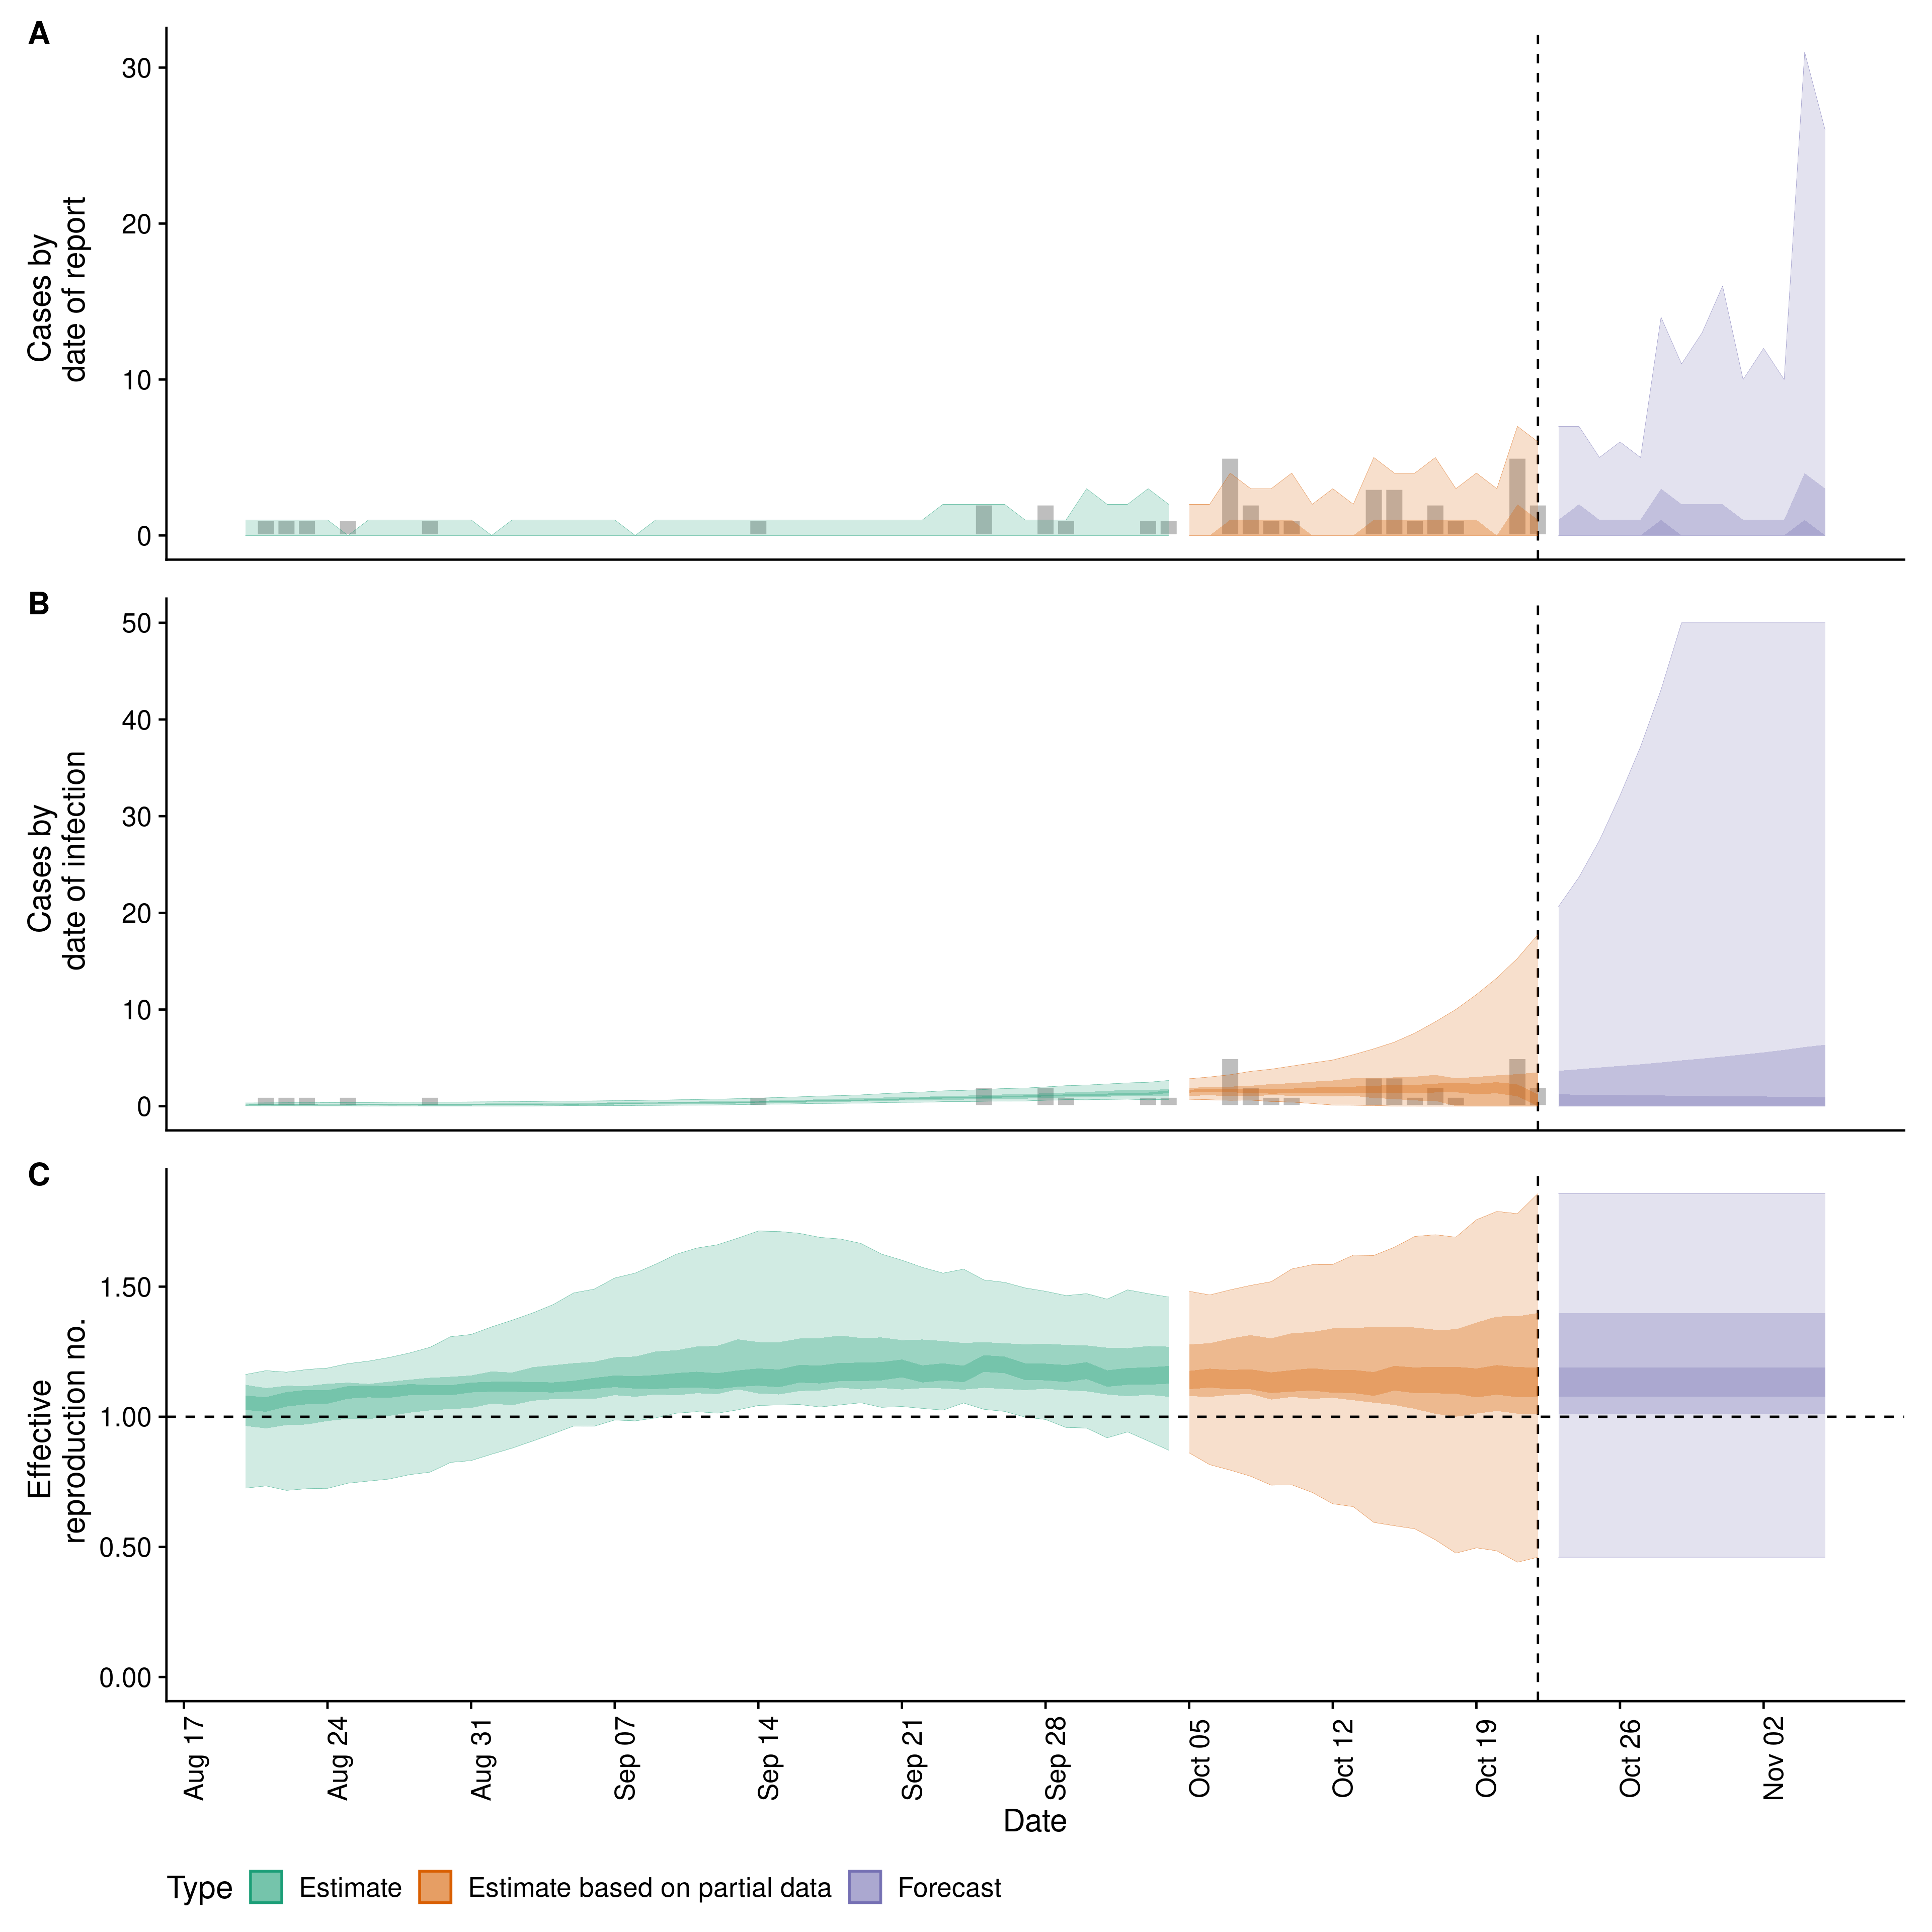 A
Cases by
date of report
30
20
10
0
B
Cases by
date of infection
50
40
30
20
10
0
C
Effective
reproduction no.
1.50
1.00
0.50
0.00
Aug 17
Aug 24
Aug 31
Sep 07
Sep 14
Sep 21
Sep 28
Oct 05
Oct 12
Oct 19
Oct 26
Nov 02
Date
Type Estimate Estimate based on partial data Forecast